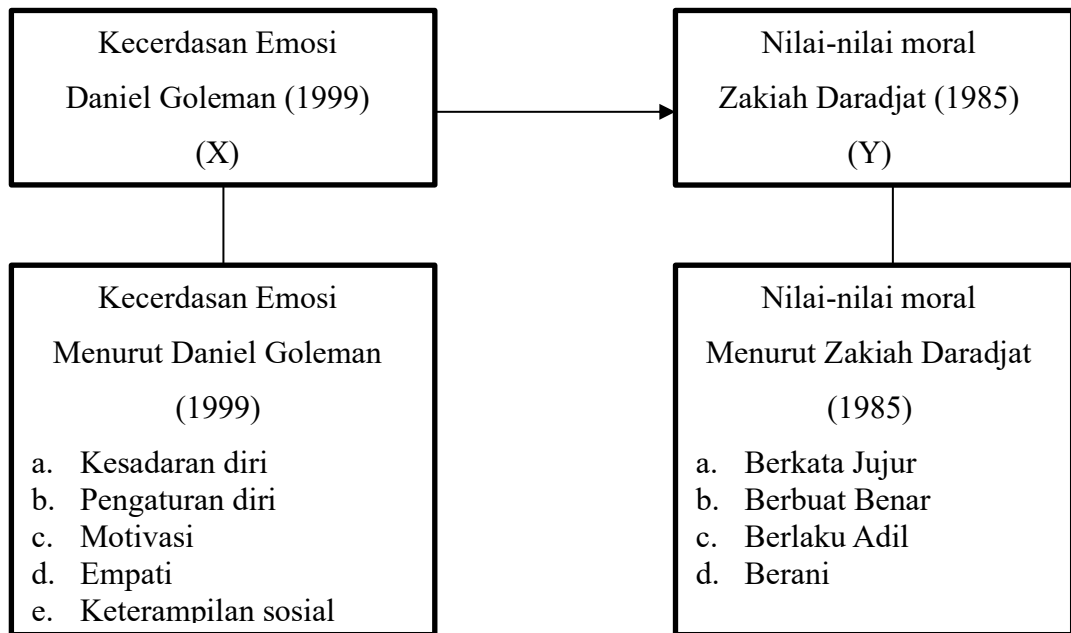 Kecerdasan Emosi
Daniel Goleman (1999)
(X)
Nilai-nilai moral
Zakiah Daradjat (1985)
(Y)
Kecerdasan Emosi
Menurut Daniel Goleman
(1999)
a. Kesadaran diri
b. Pengaturan diri
c. Motivasi
d. Empati
e. Keterampilan sosial
Nilai-nilai moral
Menurut Zakiah Daradjat
(1985)
a. Berkata Jujur
b. Berbuat Benar
c. Berlaku Adil
d. Berani